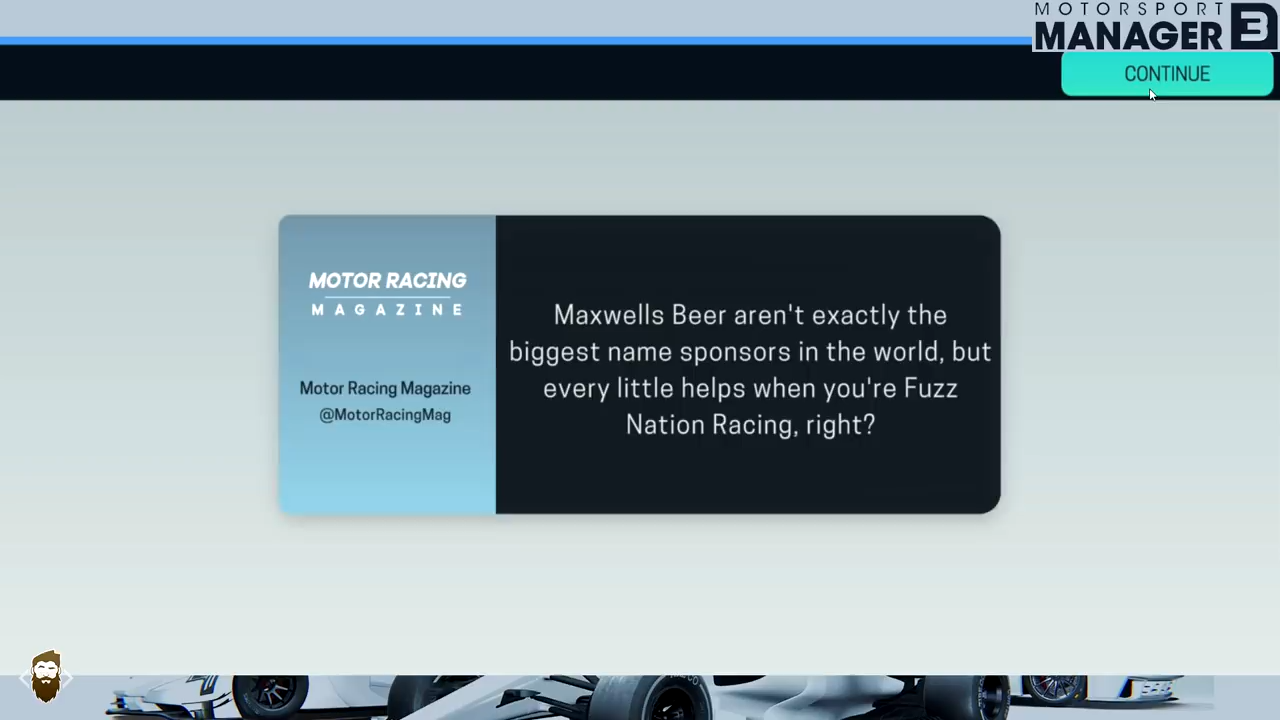 MOTORSPORT
MANAGER 3
CONTINUE
MOTOR RACING
MAGAZINE
Motor Racing Magazine
@MotorRacingMag
Maxwells Beer aren't exactly the
biggest name sponsors in the world, but
every little helps when you're Fuzz
Nation Racing, right?